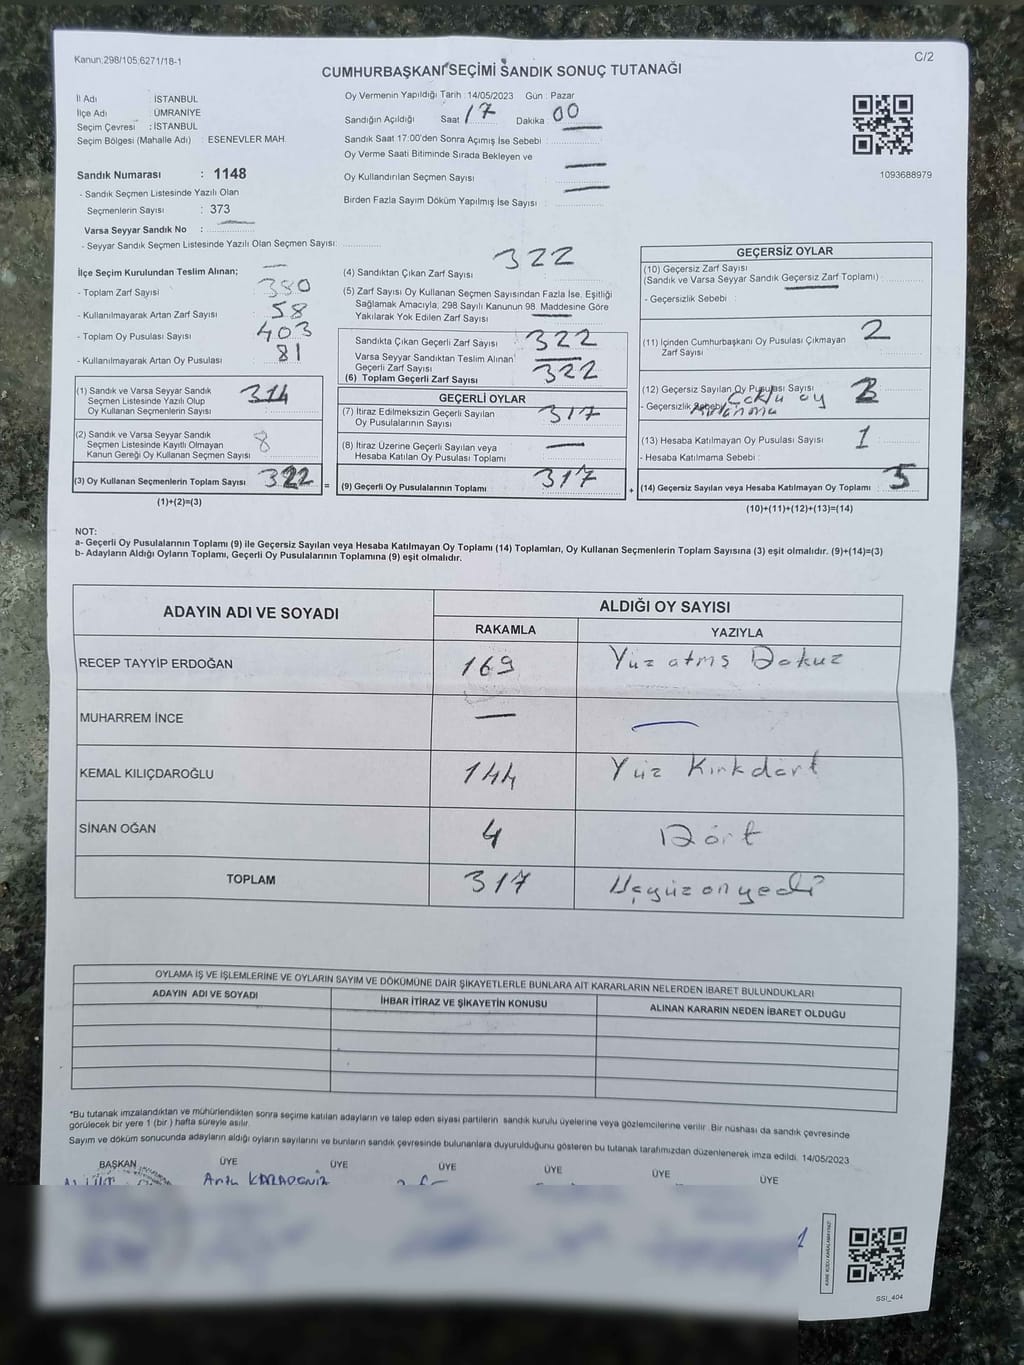 Kanun;298/105;6271/18-1
C/2
CUMHURBAŞKANI SEÇİMİ SANDIK SONUÇ TUTANAĞI
İl Adı : İSTANBUL
İlçe Adı : ÜMRANİYE
Seçim Çevresi : İSTANBUL
Seçim Bölgesi (Mahalle Adı) : ESENEVLER MAH.
Oy Vermenin Yapıldığı Tarih : 14/05/2023 Gün : Pazar
Sandığın Açıldığı Saat 17 Dakika 00
Sandık Saat 17:00'den Sonra Açımış İse Sebebi :
Oy Verme Saati Bitiminde Sırada Bekleyen ve
Oy Kullandırılan Seçmen Sayısı —
Birden Fazla Sayım Döküm Yapılmış İse Sayısı : —
1093688979
Sandık Numarası : 1148
- Sandık Seçmen Listesinde Yazılı Olan
Seçmenlerin Sayısı : 373
Varsa Seyyar Sandık No : —
- Seyyar Sandık Seçmen Listesinde Yazılı Olan Seçmen Sayısı: —
İlçe Seçim Kurulundan Teslim Alınan;
- Toplam Zarf Sayısı : 380
- Kullanılmayarak Artan Zarf Sayısı : 58
- Toplam Oy Pusulası Sayısı : 403
- Kullanılmayarak Artan Oy Pusulası : 81
(1) Sandık ve Varsa Seyyar Sandık
Seçmen Listesinde Yazılı Olup
Oy Kullanan Seçmenlerin Sayısı : 314
(2) Sandık ve Varsa Seyyar Sandık
Seçmen Listesinde Kayıtlı Olmayan
Kanun Gereği Oy Kullanan Seçmen Sayısı : 8
(3) Oy Kullanan Seçmenlerin Toplam Sayısı : 322
(1)+(2)=(3)
(4) Sandıktan Çıkan Zarf Sayısı : 322
(5) Zarf Sayısı Oy Kullanan Seçmen Sayısından Fazla İse, Eşitliği
Sağlamak Amacıyla, 298 Sayılı Kanunun 98. Maddesine Göre
Yakılarak Yok Edilen Zarf Sayısı : —
Sandıkta Çıkan Geçerli Zarf Sayısı : 322
Varsa Seyyar Sandıktan Teslim Alınan
Geçerli Zarf Sayısı : —
(6) Toplam Geçerli Zarf Sayısı : 322
GEÇERLİ OYLAR
(7) İtiraz Edilmeksizin Geçerli Sayılan
Oy Pusulalarının Sayısı : 317
(8) İtiraz Üzerine Geçerli Sayılan veya
Hesaba Katılan Oy Pusulası Toplamı : —
= (9) Geçerli Oy Pusulalarının Toplamı : 317
GEÇERSİZ OYLAR
(10) Geçersiz Zarf Sayısı
(Sandık ve Varsa Seyyar Sandık Geçersiz Zarf Toplamı) : —
- Geçersizlik Sebebi :
(11) İçinden Cumhurbaşkanı Oy Pusulası Çıkmayan
Zarf Sayısı : 2
(12) Geçersiz Sayılan Oy Pusulası Sayısı :
- Geçersizlik Sebebi Çoklu oy
(13) Hesaba Katılmayan Oy Pusulası Sayısı : 1
- Hesaba Katılmama Sebebi :
+ (14) Geçersiz Sayılan veya Hesaba Katılmayan Oy Toplamı : 5
(10)+(11)+(12)+(13)=(14)
NOT:
a- Geçerli Oy Pusulalarının Toplamı (9) ile Geçersiz Sayılan veya Hesaba Katılmayan Oy Toplamı (14) Toplamları, Oy Kullanan Seçmenlerin Toplam Sayısına (3) eşit olmalıdır. (9)+(14)=(3)
b- Adayların Aldığı Oyların Toplamı, Geçerli Oy Pusulalarının Toplamına (9) eşit olmalıdır.
ADAYIN ADI VE SOYADI ALDIĞI OY SAYISI
RAKAMLA YAZIYLA
RECEP TAYYİP ERDOĞAN 169 Yüz atmş Dokuz
MUHARREM İNCE — —
KEMAL KILIÇDAROĞLU 144 Yüz Kırkdört
SİNAN OĞAN 4 Dört
TOPLAM 317 Üçyüzonyedi
OYLAMA İŞ VE İŞLEMLERİNE VE OYLARIN SAYIM VE DÖKÜMÜNE DAİR ŞİKAYETLERLE BUNLARA AİT KARARLARIN NELERDEN İBARET BULUNDUKLARI
ADAYIN ADI VE SOYADI İHBAR İTİRAZ VE ŞİKAYETİN KONUSU ALINAN KARARIN NEDEN İBARET OLDUĞU
*Bu tutanak imzalandıktan ve mühürlendikten sonra seçime katılan adayların ve talep eden siyasi partilerin sandık kurulu üyelerine veya gözlemcilerine verilir. Bir nüshası da sandık çevresinde
görülecek bir yere 1 (bir ) hafta süreyle asılır.
Sayım ve döküm sonucunda adayların aldığı oyların sayılarını ve bunların sandık çevresinde bulunanlara duyurulduğunu gösteren bu tutanak tarafımızdan düzenlenerek imza edildi. 14/05/2023
BAŞKAN ÜYE ÜYE ÜYE ÜYE ÜYE ÜYE
KARADENİZ
SSI_404